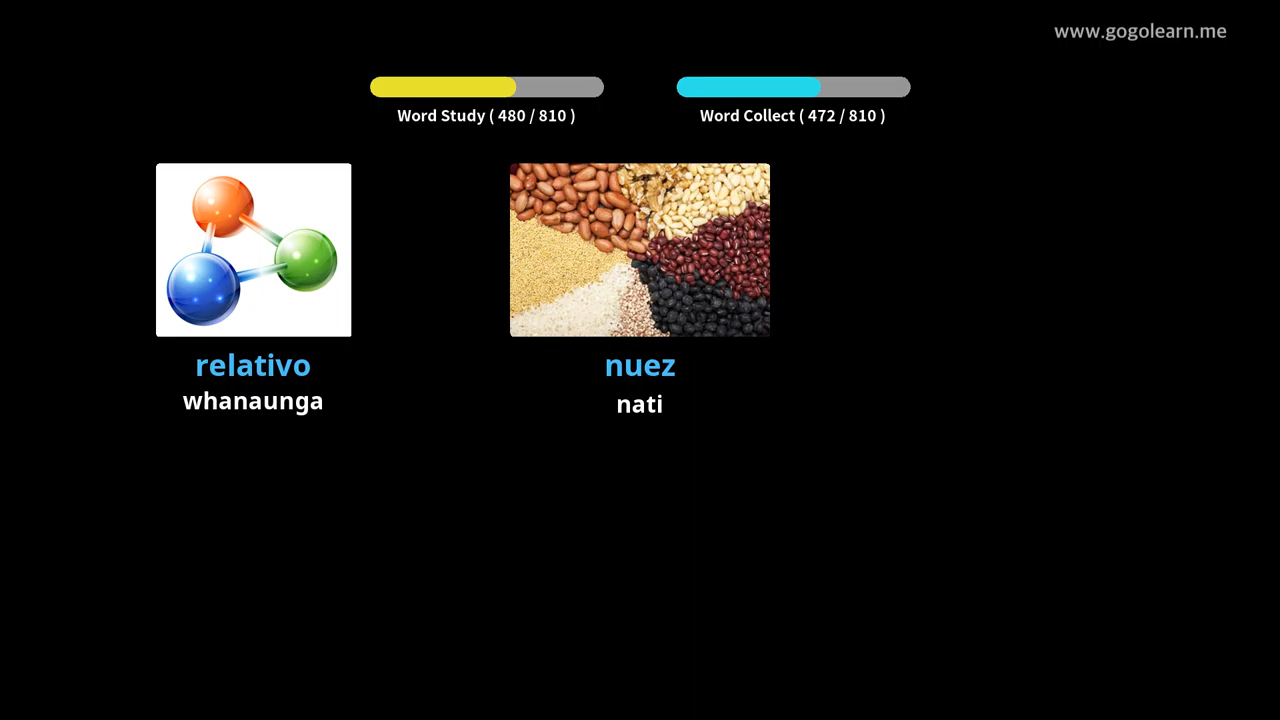 www.gogolearn.me
Word Study ( 480 / 810 )
Word Collect ( 472 / 810 )
relativo
whanaunga
nuez
nati